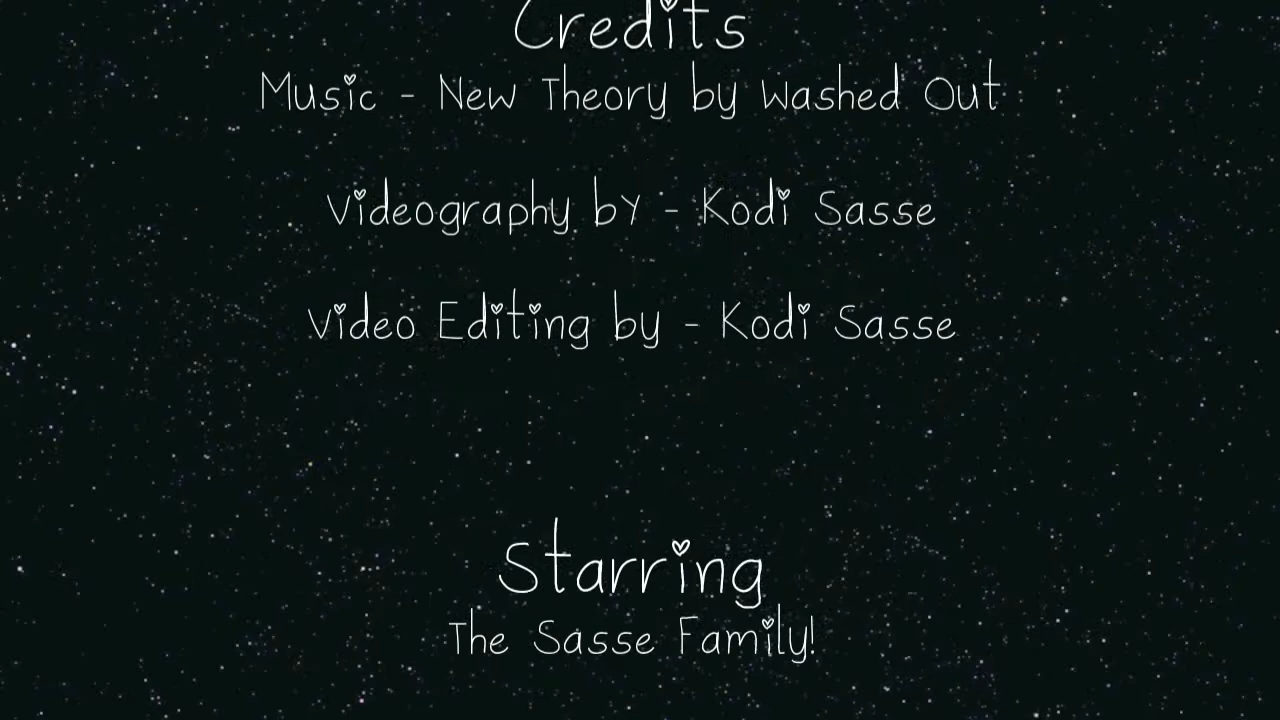 Credits
Music - New Theory by Washed Out
Videography by - Kodi Sasse
Video Editing by - Kodi Sasse
Starring
The Sasse Family!